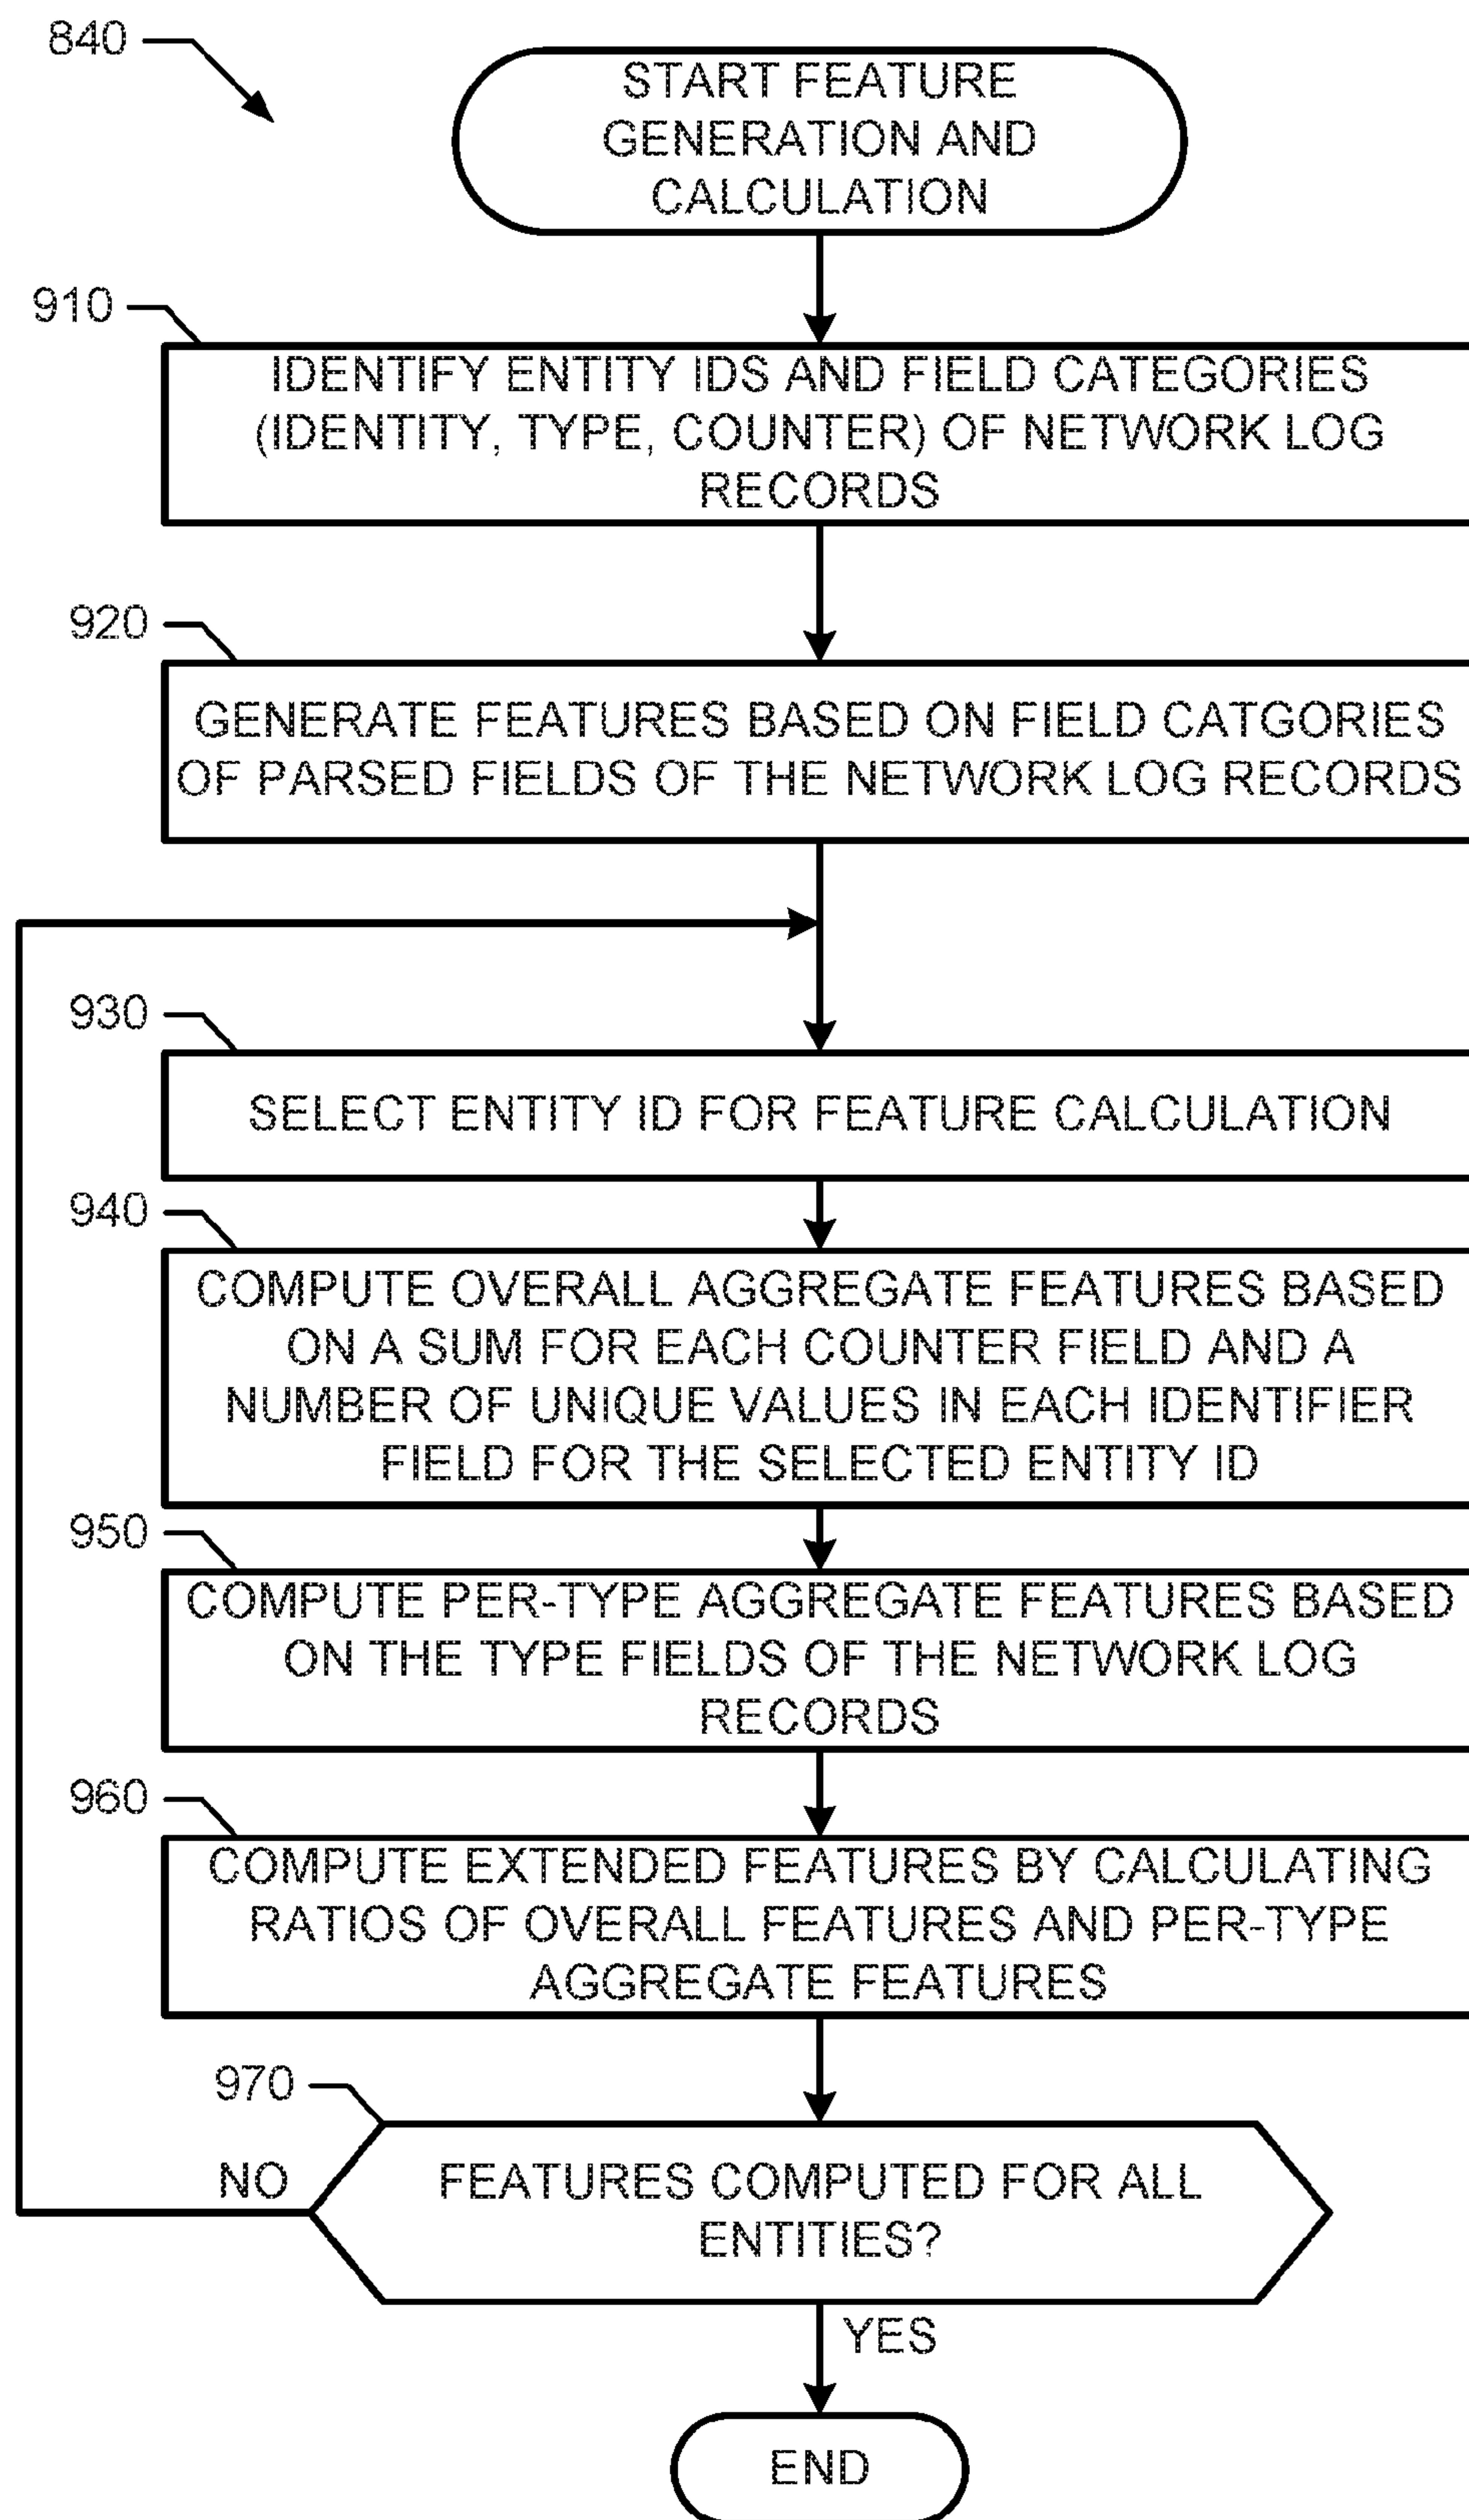 840
START FEATURE
GENERATION AND
CALCULATION
910
IDENTIFY ENTITY IDS AND FIELD CATEGORIES
(IDENTITY, TYPE, COUNTER) OF NETWORK LOG
RECORDS
920
GENERATE FEATURES BASED ON FIELD CATGORIES
OF PARSED FIELDS OF THE NETWORK LOG RECORDS
930
SELECT ENTITY ID FOR FEATURE CALCULATION
940
COMPUTE OVERALL AGGREGATE FEATURES BASED
ON A SUM FOR EACH COUNTER FIELD AND A
NUMBER OF UNIQUE VALUES IN EACH IDENTIFIER
FIELD FOR THE SELECTED ENTITY ID
950
COMPUTE PER-TYPE AGGREGATE FEATURES BASED
ON THE TYPE FIELDS OF THE NETWORK LOG
RECORDS
960
COMPUTE EXTENDED FEATURES BY CALCULATING
RATIOS OF OVERALL FEATURES AND PER-TYPE
AGGREGATE FEATURES
970
NO
FEATURES COMPUTED FOR ALL
ENTITIES?
YES
END